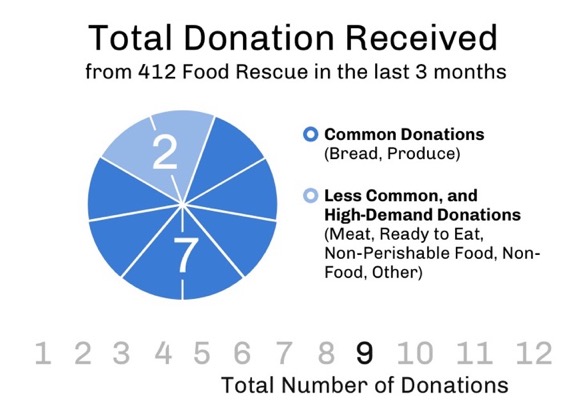 Total Donation Received
from 412 Food Rescue in the last 3 months
2
7
Common Donations
(Bread, Produce)
Less Common, and
High-Demand Donations
(Meat, Ready to Eat,
Non-Perishable Food, Non-
Food, Other)
1 2 3 4 5 6 7 8 9 10 11 12
Total Number of Donations